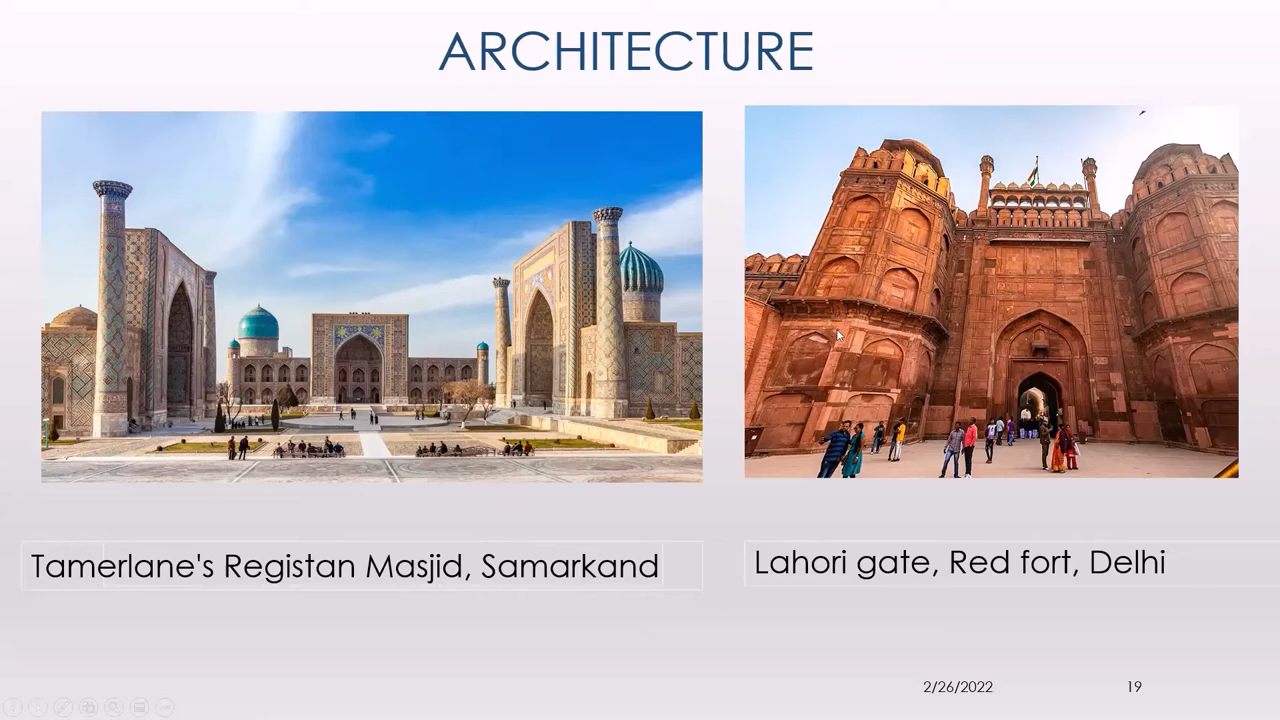 ARCHITECTURE
Tamerlane's Registan Masjid, Samarkand
Lahori gate, Red fort, Delhi
2/26/2022
19